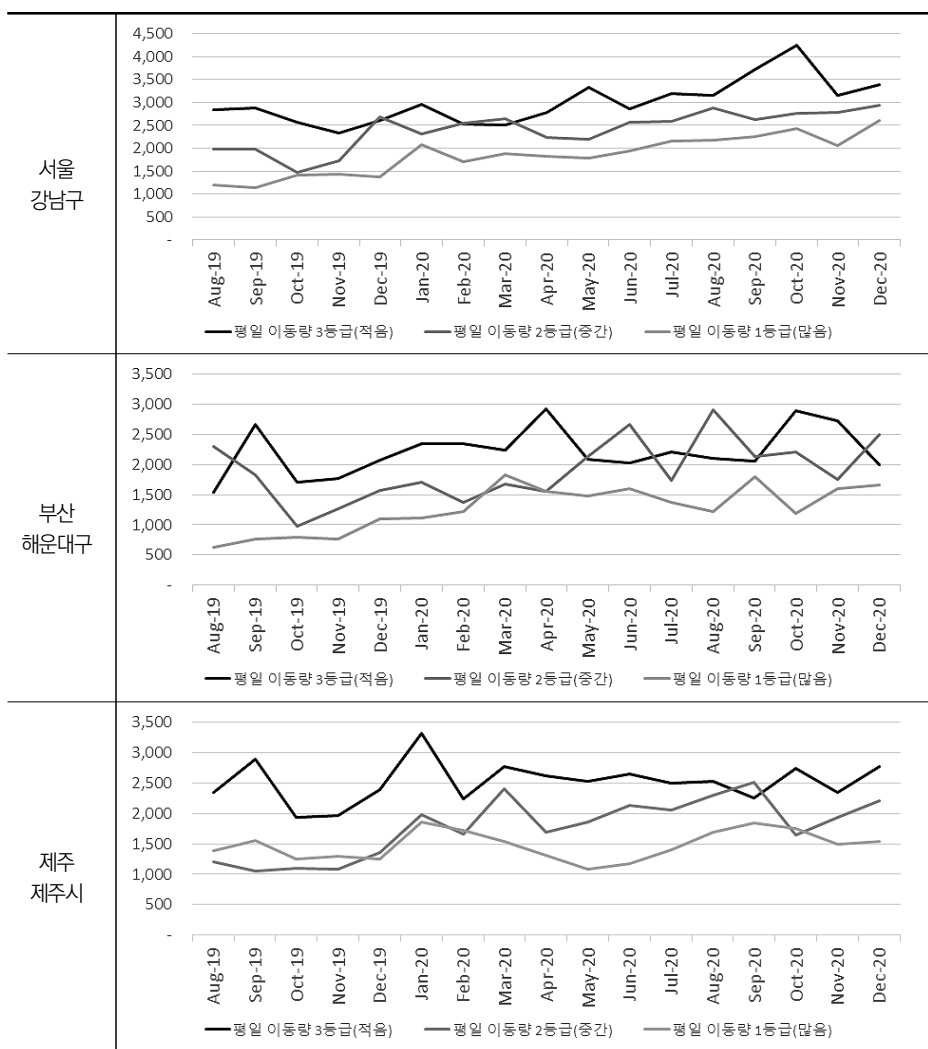 서울
강남구
4,500
4,000
3,500
3,000
2,500
2,000
1,500
1,000
500
-
Aug-19 Sep-19 Oct-19 Nov-19 Dec-19 Jan-20 Feb-20 Mar-20 Apr-20 May-20 Jun-20 Jul-20 Aug-20 Sep-20 Oct-20 Nov-20 Dec-20
평일 이동량 3등급(적음) 평일 이동량 2등급(중간) 평일 이동량 1등급(많음)
부산
해운대구
3,500
3,000
2,500
2,000
1,500
1,000
500
-
Aug-19 Sep-19 Oct-19 Nov-19 Dec-19 Jan-20 Feb-20 Mar-20 Apr-20 May-20 Jun-20 Jul-20 Aug-20 Sep-20 Oct-20 Nov-20 Dec-20
평일 이동량 3등급(적음) 평일 이동량 2등급(중간) 평일 이동량 1등급(많음)
제주
제주시
3,500
3,000
2,500
2,000
1,500
1,000
500
-
Aug-19 Sep-19 Oct-19 Nov-19 Dec-19 Jan-20 Feb-20 Mar-20 Apr-20 May-20 Jun-20 Jul-20 Aug-20 Sep-20 Oct-20 Nov-20 Dec-20
평일 이동량 3등급(적음) 평일 이동량 2등급(중간) 평일 이동량 1등급(많음)